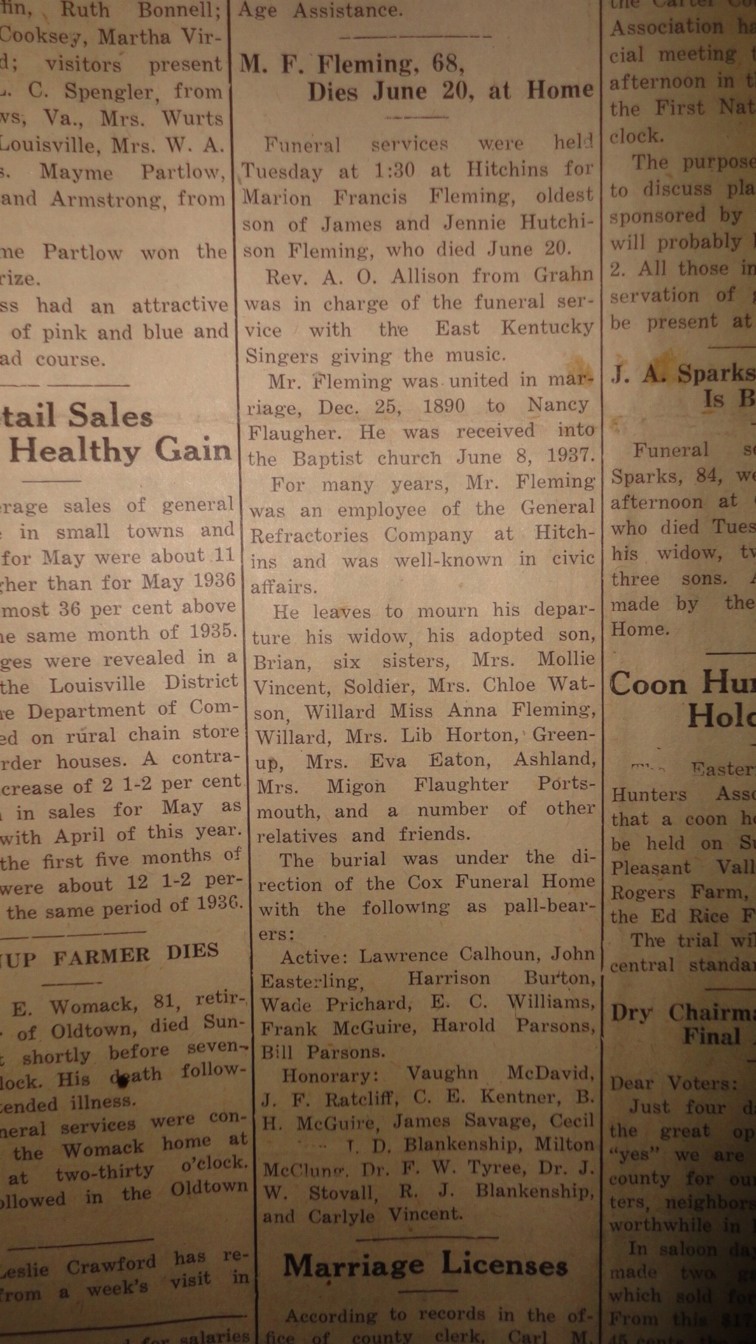 fin, Ruth Bonnell;
Cooksey, Martha Vir-
d; visitors present
L. C. Spengler, from
ws, Va., Mrs. Wurts
Louisville, Mrs. W. A.
s. Mayme Partlow,
and Armstrong, from
me Partlow won the
rize.
ss had an attractive
of pink and blue and
ad course.
tail Sales
Healthy Gain
rage sales of general
e in small towns and
for May were about 11
gher than for May 1936
most 36 per cent above
he same month of 1935.
ges were revealed in a
the Louisville District
he Department of Com-
ed on rural chain store
rder houses. A contra-
crease of 2 1-2 per cent
in sales for May as
with April of this year.
the first five months of
were about 12 1-2 per-
the same period of 1936.
NUP FARMER DIES
E. Womack, 81, retir-
of Oldtown, died Sun-
t shortly before seven-
lock. His death follow-
tended illness.
neral services were con-
the Womack home at
at two-thirty o'clock.
ollowed in the Oldtown
Leslie Crawford has re-
from a week's visit in
for salaries
Age Assistance.
M. F. Fleming, 68,
Dies June 20, at Home
Funeral services were held
Tuesday at 1:30 at Hitchins for
Marion Francis Fleming, oldest
son of James and Jennie Hutchi-
son Fleming, who died June 20.
Rev. A. O. Allison from Grahn
was in charge of the funeral ser-
vice with the East Kentucky
Singers giving the music.
Mr. Fleming was united in mar-
riage, Dec. 25, 1890 to Nancy
Flaugher. He was received into
the Baptist church June 8, 1937.
For many years, Mr. Fleming
was an employee of the General
Refractories Company at Hitch-
ins and was well-known in civic
affairs.
He leaves to mourn his depar-
ture his widow, his adopted son,
Brian, six sisters, Mrs. Mollie
Vincent, Soldier, Mrs. Chloe Wat-
son, Willard Miss Anna Fleming,
Willard, Mrs. Lib Horton, Green-
up, Mrs. Eva Eaton, Ashland,
Mrs. Migon Flaughter Ports-
mouth, and a number of other
relatives and friends.
The burial was under the di-
rection of the Cox Funeral Home
with the following as pall-bear-
ers:
Active: Lawrence Calhoun, John
Easterling, Harrison Burton,
Wade Prichard, E. C. Williams,
Frank McGuire, Harold Parsons,
Bill Parsons.
Honorary: Vaughn McDavid,
J. F. Ratcliff, C. E. Kentner, B.
H. McGuire, James Savage, Cecil
D. Blankenship, Milton
McClung, Dr. F. W. Tyree, Dr. J.
W. Stovall, R. J. Blankenship,
and Carlyle Vincent.
Marriage Licenses
According to records in the of-
fice of county clerk, Carl M.
the Carter Co
Association ha
cial meeting t
afternoon in t
the First Nat
clock.
The purpose
to discuss pla
sponsored by
will probably
2. All those in
servation of
be present at
J. A. Sparks
Is B
Funeral se
Sparks, 84, we
afternoon at
who died Tues
his widow, tw
three sons. A
made by the
Home.
Coon Hun
Hold
Easter
Hunters Asso
that a coon h
be held on Su
Pleasant Vall
Rogers Farm,
the Ed Rice F
The trial wil
central standa
Dry Chairma
Final
Dear Voters:
Just four d
the great op
"yes" we are
county for ou
ters, neighbors
worthwhile in
In saloon da
made two
which sold for
From this